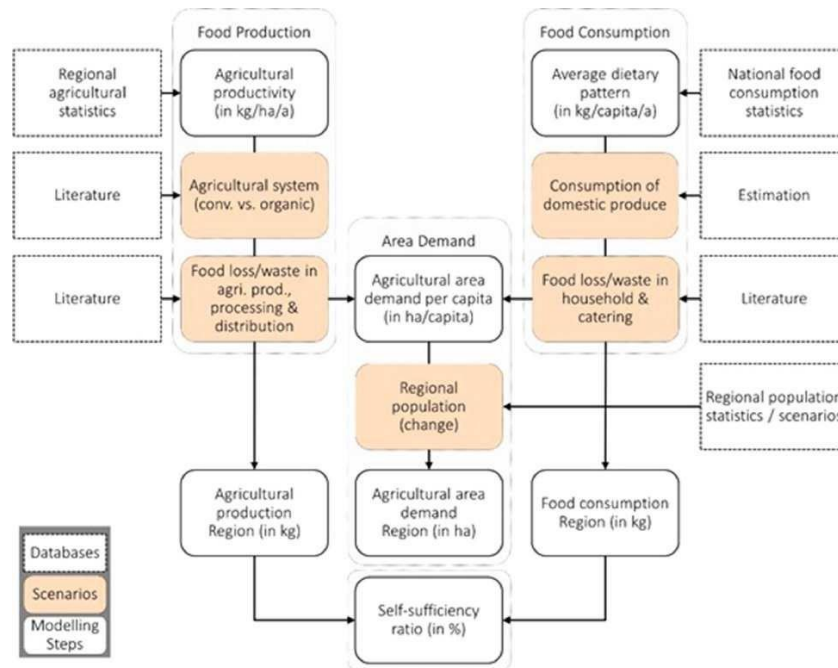 Food Production
Food Consumption
Regional
agricultural
statistics
Agricultural
productivity
(in kg/ha/a)
Average dietary
pattern
(in kg/capita/a)
National food
consumption
statistics
Literature
Agricultural system
(conv. vs. organic)
Consumption of
domestic produce
Estimation
Area Demand
Literature
Food loss/waste in
agri. prod.,
processing &
distribution
Agricultural area
demand per capita
(in ha/capita)
Food loss/waste in
household &
catering
Literature
Regional
population
(change)
Regional population
statistics / scenarios
Agricultural
production
Region (in kg)
Agricultural area
demand
Region (in ha)
Food consumption
Region (in kg)
Databases
Scenarios
Modelling
Steps
Self-sufficiency
ratio (in %)